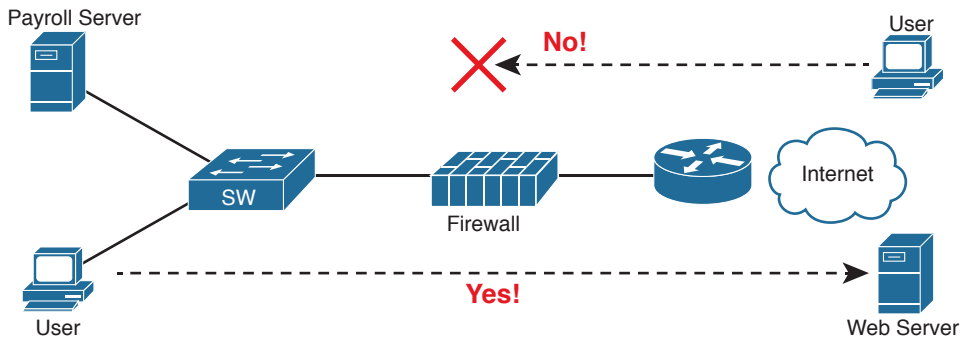 Payroll Server
User
No!
SW
Firewall
Internet
Yes!
User
Web Server